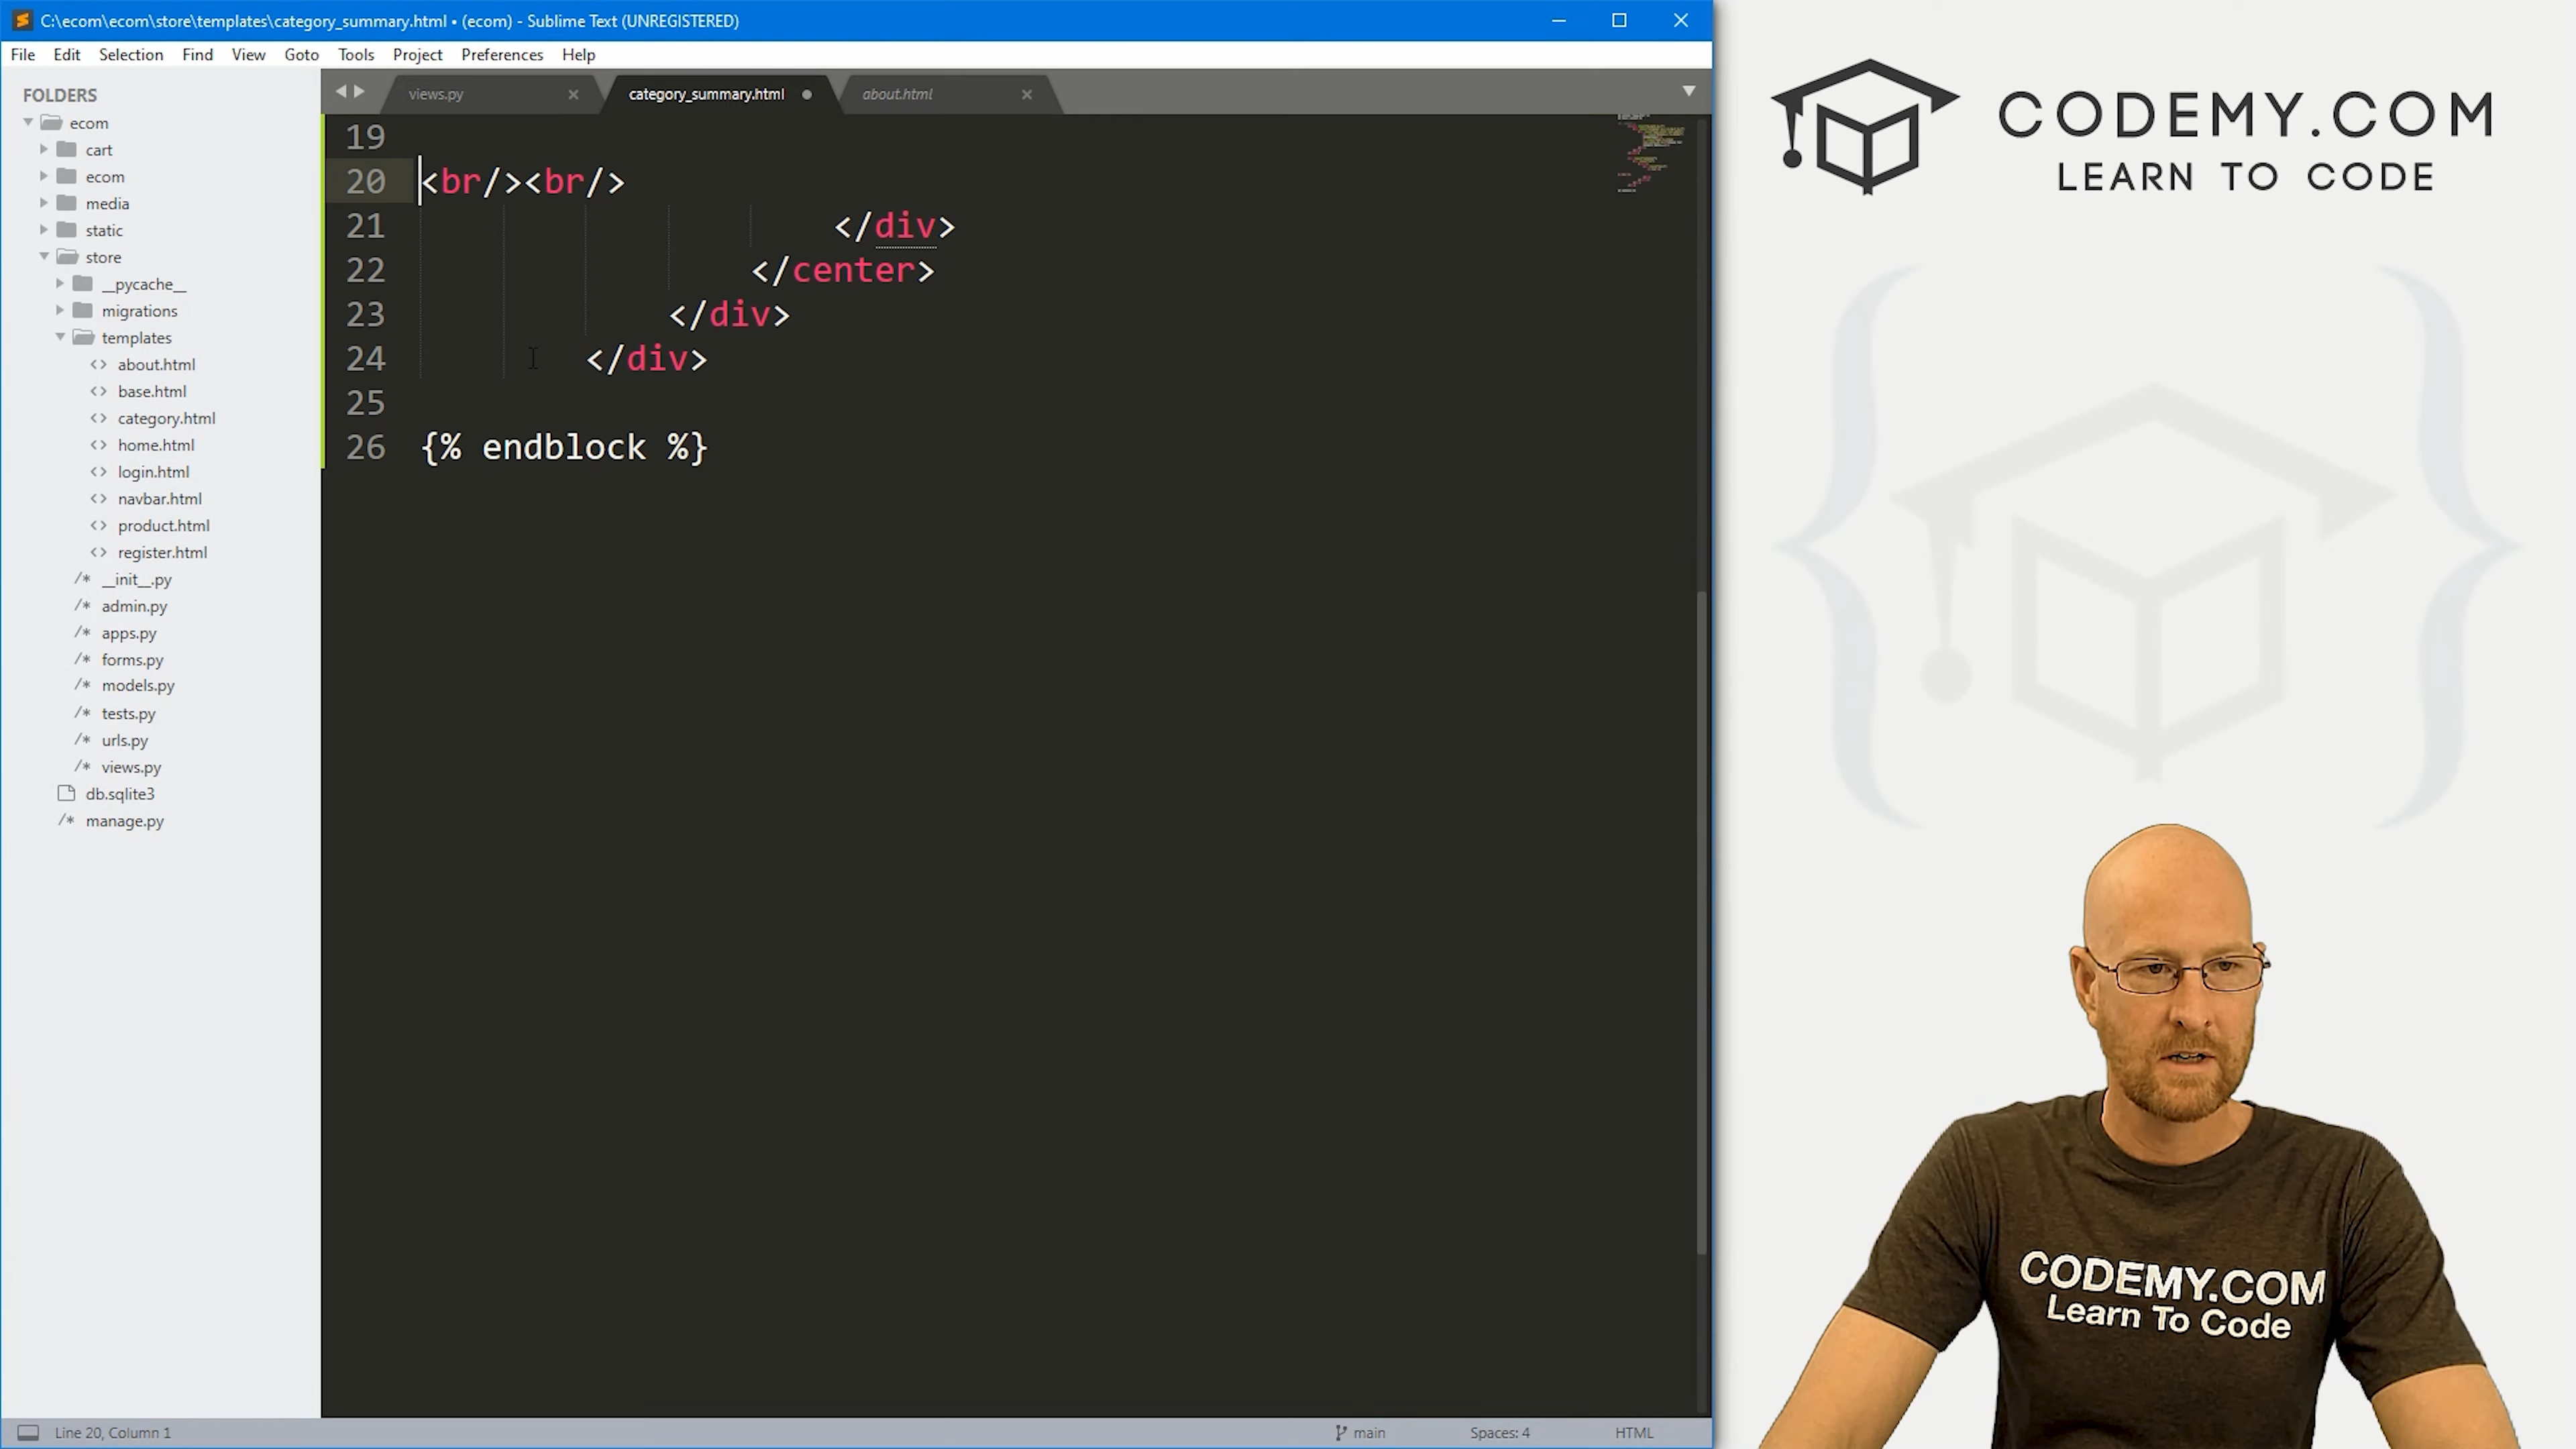 C:\ecom\ecom\store\templates\category_summary.html • (ecom) - Sublime Text (UNREGISTERED)
File Edit Selection Find View Goto Tools Project Preferences Help
FOLDERS
ecom
cart
ecom
media
static
store
__pycache__
migrations
templates
<> about.html
<> base.html
<> category.html
<> home.html
<> login.html
<> navbar.html
<> product.html
<> register.html
/* __init__.py
/* admin.py
/* apps.py
/* forms.py
/* models.py
/* tests.py
/* urls.py
/* views.py
db.sqlite3
/* manage.py
views.py category_summary.html about.html
19
20 <br/><br/>
21 </div>
22 </center>
23 </div>
24 </div>
25
26 {% endblock %}
Line 20, Column 1 main Spaces: 4 HTML
CODEMY.COM
LEARN TO CODE
CODEMY.COM
Learn To Code